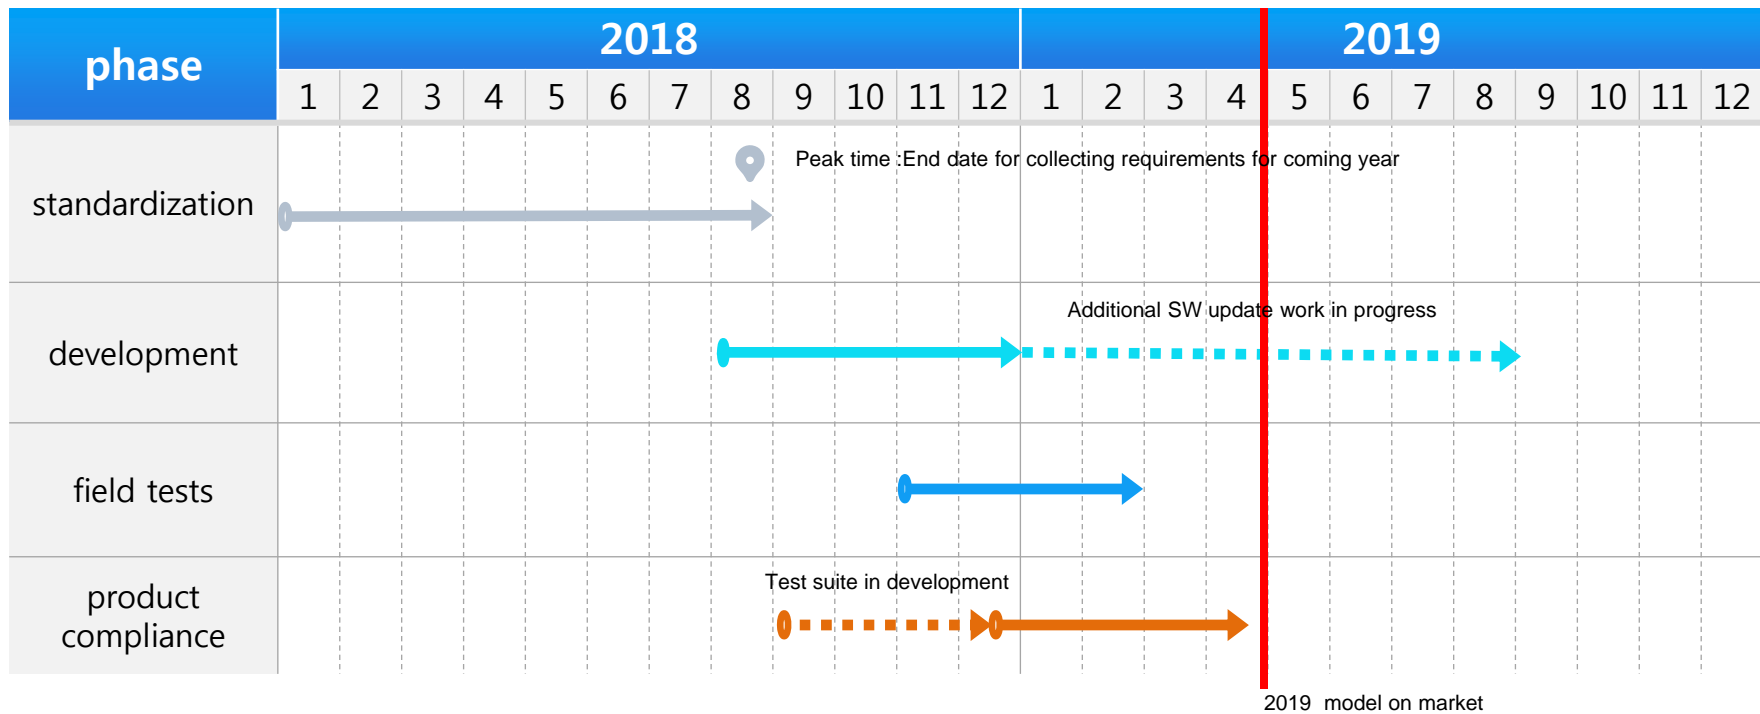 phase
2018
2019
1 2 3 4 5 6 7 8 9 10 11 12 1 2 3 4 5 6 7 8 9 10 11 12
standardization
Peak time :End date for collecting requirements for coming year
development
Additional SW update work in progress
field tests
product
compliance
Test suite in development
2019 model on market